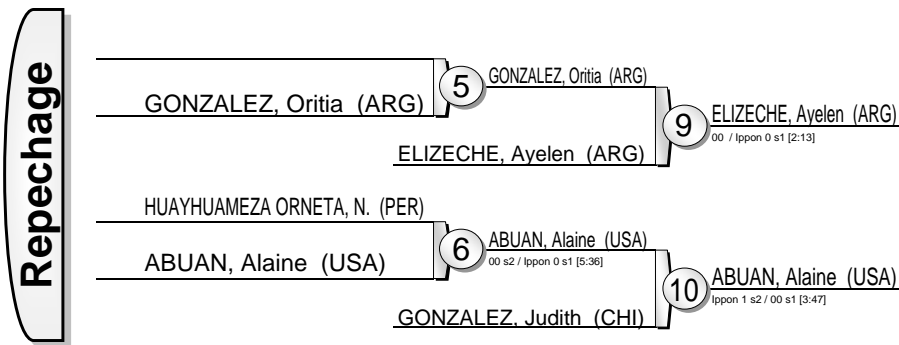 Repechage
GONZALEZ, Oritia (ARG)
5
GONZALEZ, Oritia (ARG)
ELIZECHE, Ayelen (ARG)
9
ELIZECHE, Ayelen (ARG)
00 / Ippon 0 s1 [2:13]
HUAYHUAMEZA ORNETA, N. (PER)
ABUAN, Alaine (USA)
6
ABUAN, Alaine (USA)
00 s2 / Ippon 0 s1 [5:36]
GONZALEZ, Judith (CHI)
10
ABUAN, Alaine (USA)
Ippon 1 s2 / 00 s1 [3:47]